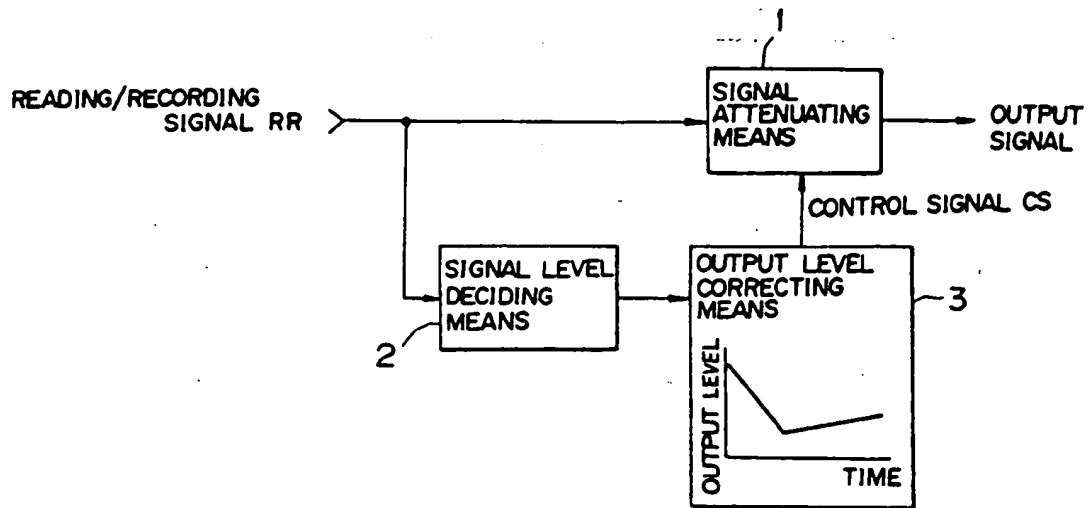 1
READING/RECORDING
SIGNAL RR
SIGNAL
ATTENUATING
MEANS
OUTPUT
SIGNAL
CONTROL SIGNAL CS
SIGNAL LEVEL
DECIDING
MEANS
2
OUTPUT LEVEL
CORRECTING
MEANS
3
OUTPUT LEVEL
TIME